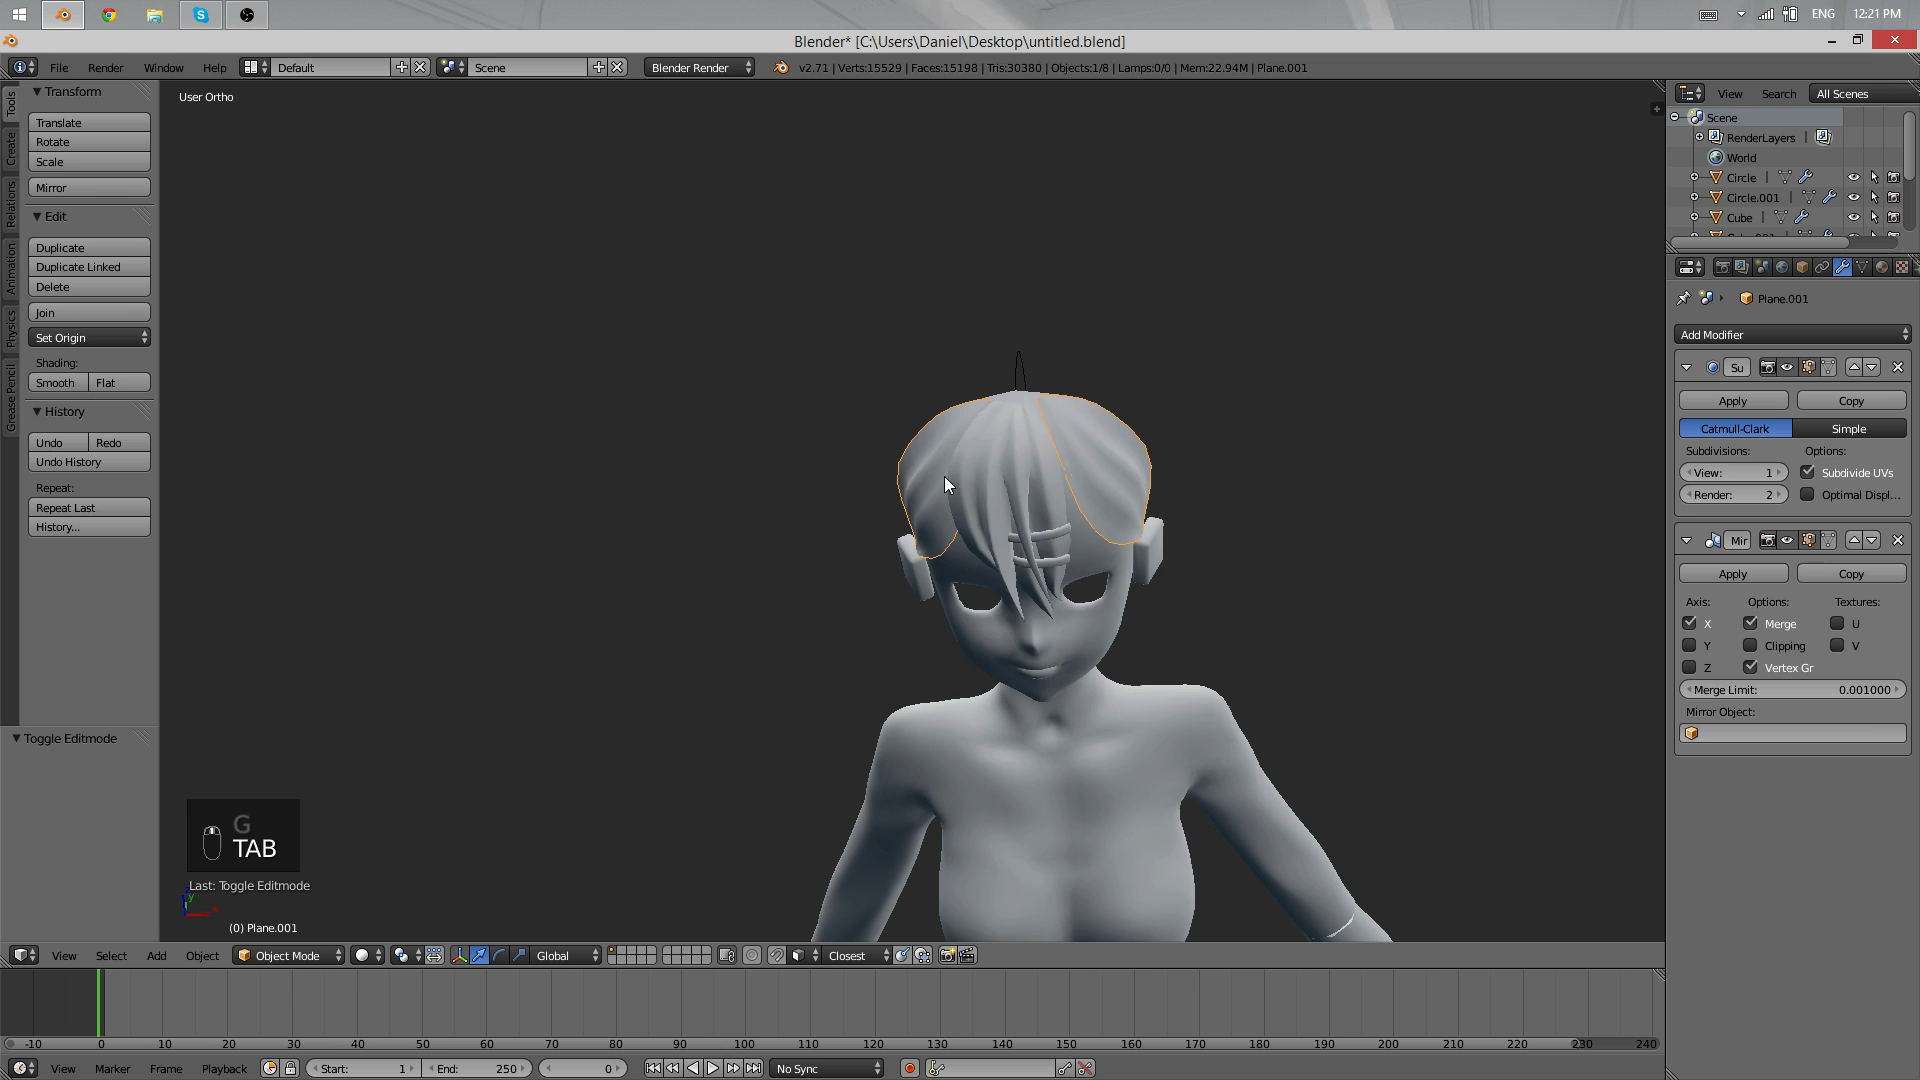 ENG 12:21 PM
Blender* [C:\Users\Daniel\Desktop\untitled.blend]
File Render Window Help Default Scene Blender Render v2.71 | Verts:15529 | Faces:15198 | Tris:30380 | Objects:1/8 | Lamps:0/0 | Mem:22.94M | Plane.001
Tools
Create
Relations
Animation
Physics
Grease Pencil
Transform
Translate
Rotate
Scale
Mirror
Edit
Duplicate
Duplicate Linked
Delete
Join
Set Origin
Shading:
Smooth Flat
History
Undo Redo
Undo History
Repeat:
Repeat Last
History...
Toggle Editmode
User Ortho
G
TAB
Last: Toggle Editmode
y
(0) Plane.001
View Search All Scenes
Scene
RenderLayers |
World
Circle |
Circle.001 |
Cube |
Plane.001
Add Modifier
Su
Apply Copy
Catmull-Clark Simple
Subdivisions: Options:
View: 1 Subdivide UVs
Render: 2 Optimal Displ...
Mir
Apply Copy
Axis: Options: Textures:
X Merge U
Y Clipping V
Z Vertex Gr
Merge Limit: 0.001000
Mirror Object:
View Select Add Object Object Mode Global Closest
-10 0 10 20 30 40 50 60 70 80 90 100 110 120 130 140 150 160 170 180 190 200 210 220 230 240
View Marker Frame Playback Start: 1 End: 250 0 No Sync